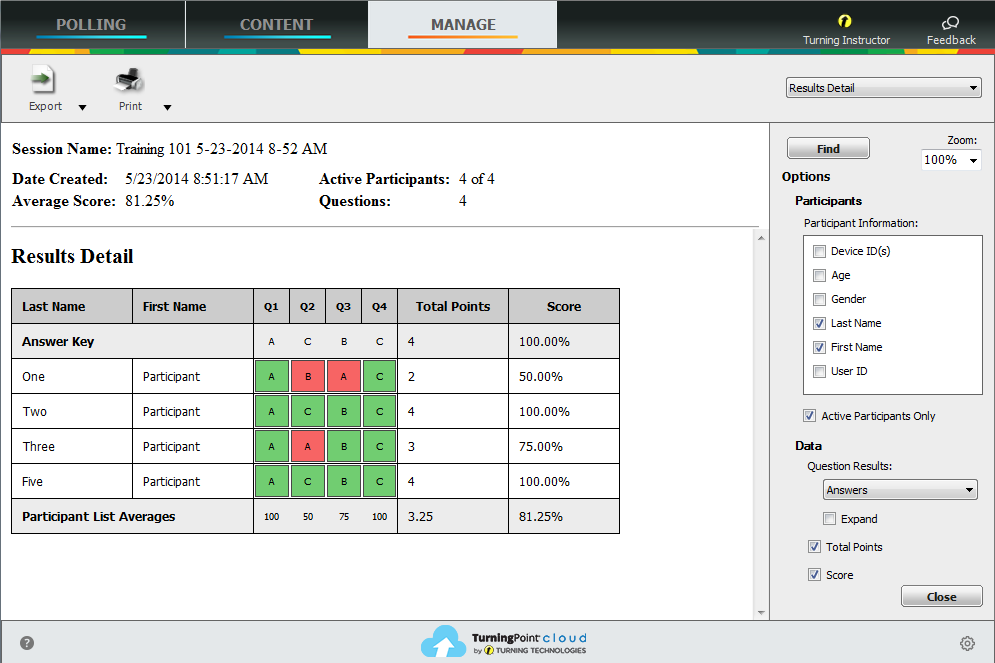 POLLING CONTENT MANAGE Turning Instructor Feedback
Export Print Results Detail
Session Name: Training 101 5-23-2014 8-52 AM
Date Created: 5/23/2014 8:51:17 AM Active Participants: 4 of 4
Average Score: 81.25% Questions: 4
Results Detail
Last Name First Name Q1 Q2 Q3 Q4 Total Points Score
Answer Key A C B C 4 100.00%
One Participant A B A C 2 50.00%
Two Participant A C B C 4 100.00%
Three Participant A A B C 3 75.00%
Five Participant A C B C 4 100.00%
Participant List Averages 100 50 75 100 3.25 81.25%
Find Zoom:
100%
Options
Participants
Participant Information:
Device ID(s)
Age
Gender
Last Name
First Name
User ID
Active Participants Only
Data
Question Results:
Answers
Expand
Total Points
Score
Close
? TurningPoint cloud
by TURNING TECHNOLOGIES